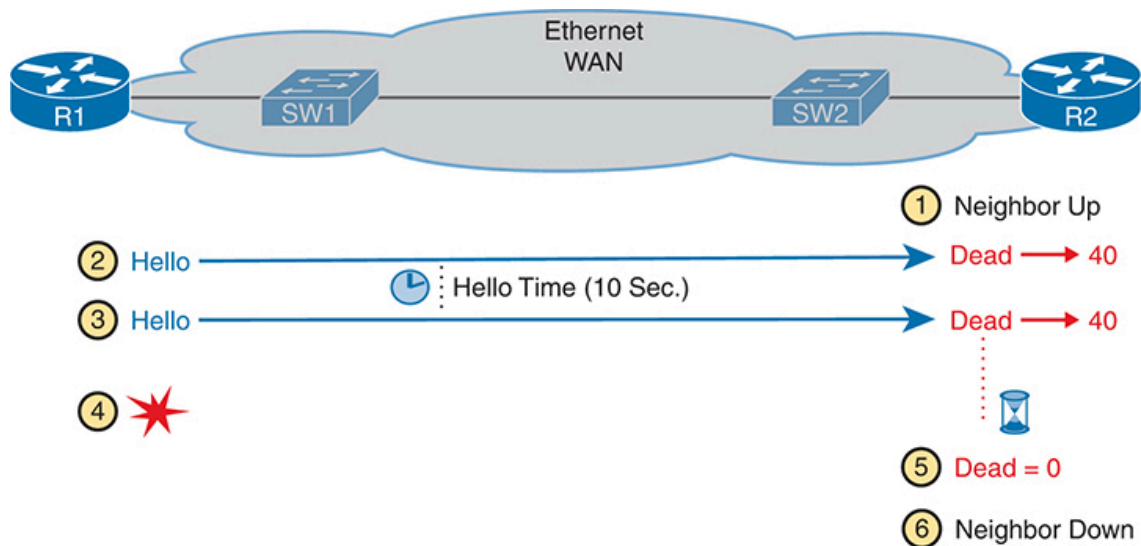 Ethernet
WAN
R1
SW1
SW2
R2
1 Neighbor Up
2 Hello Dead 40
Hello Time (10 Sec.)
3 Hello Dead 40
4
5 Dead = 0
6 Neighbor Down